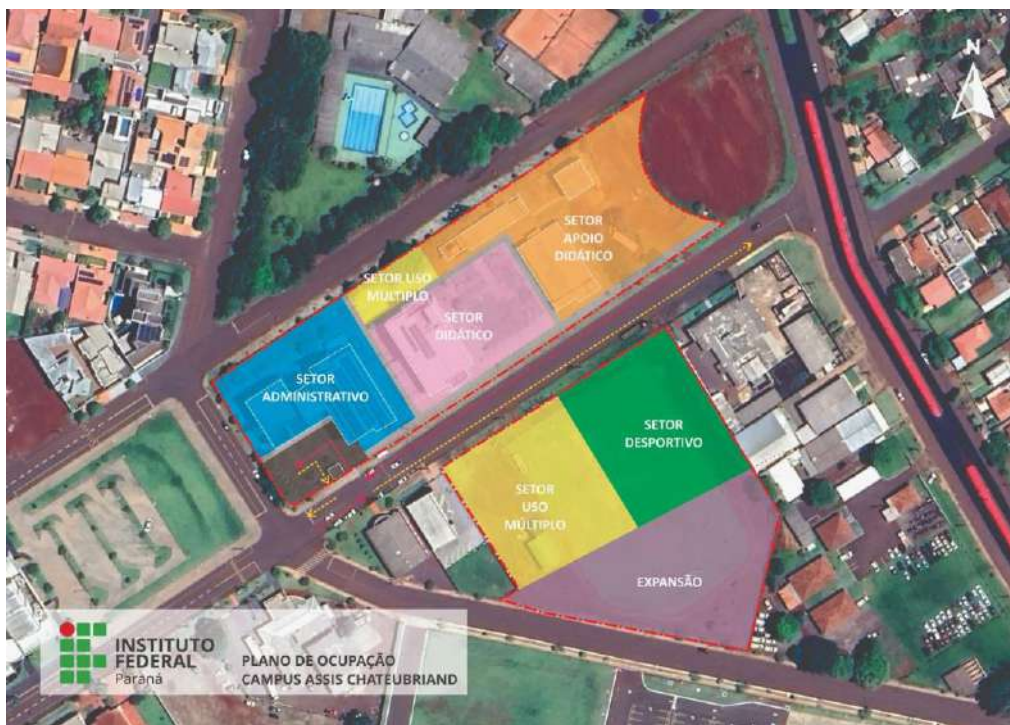 N
SETOR
APOIO
DIDÁTICO
SETOR USO
MULTIPLO
SETOR
DIDÁTICO
SETOR
ADMINISTRATIVO
SETOR
DESPORTIVO
SETOR
USO
MÚLTIPLO
EXPANSÃO
INSTITUTO
FEDERAL
Paraná
PLANO DE OCUPAÇÃO
CAMPUS ASSIS CHATEUBRIAND